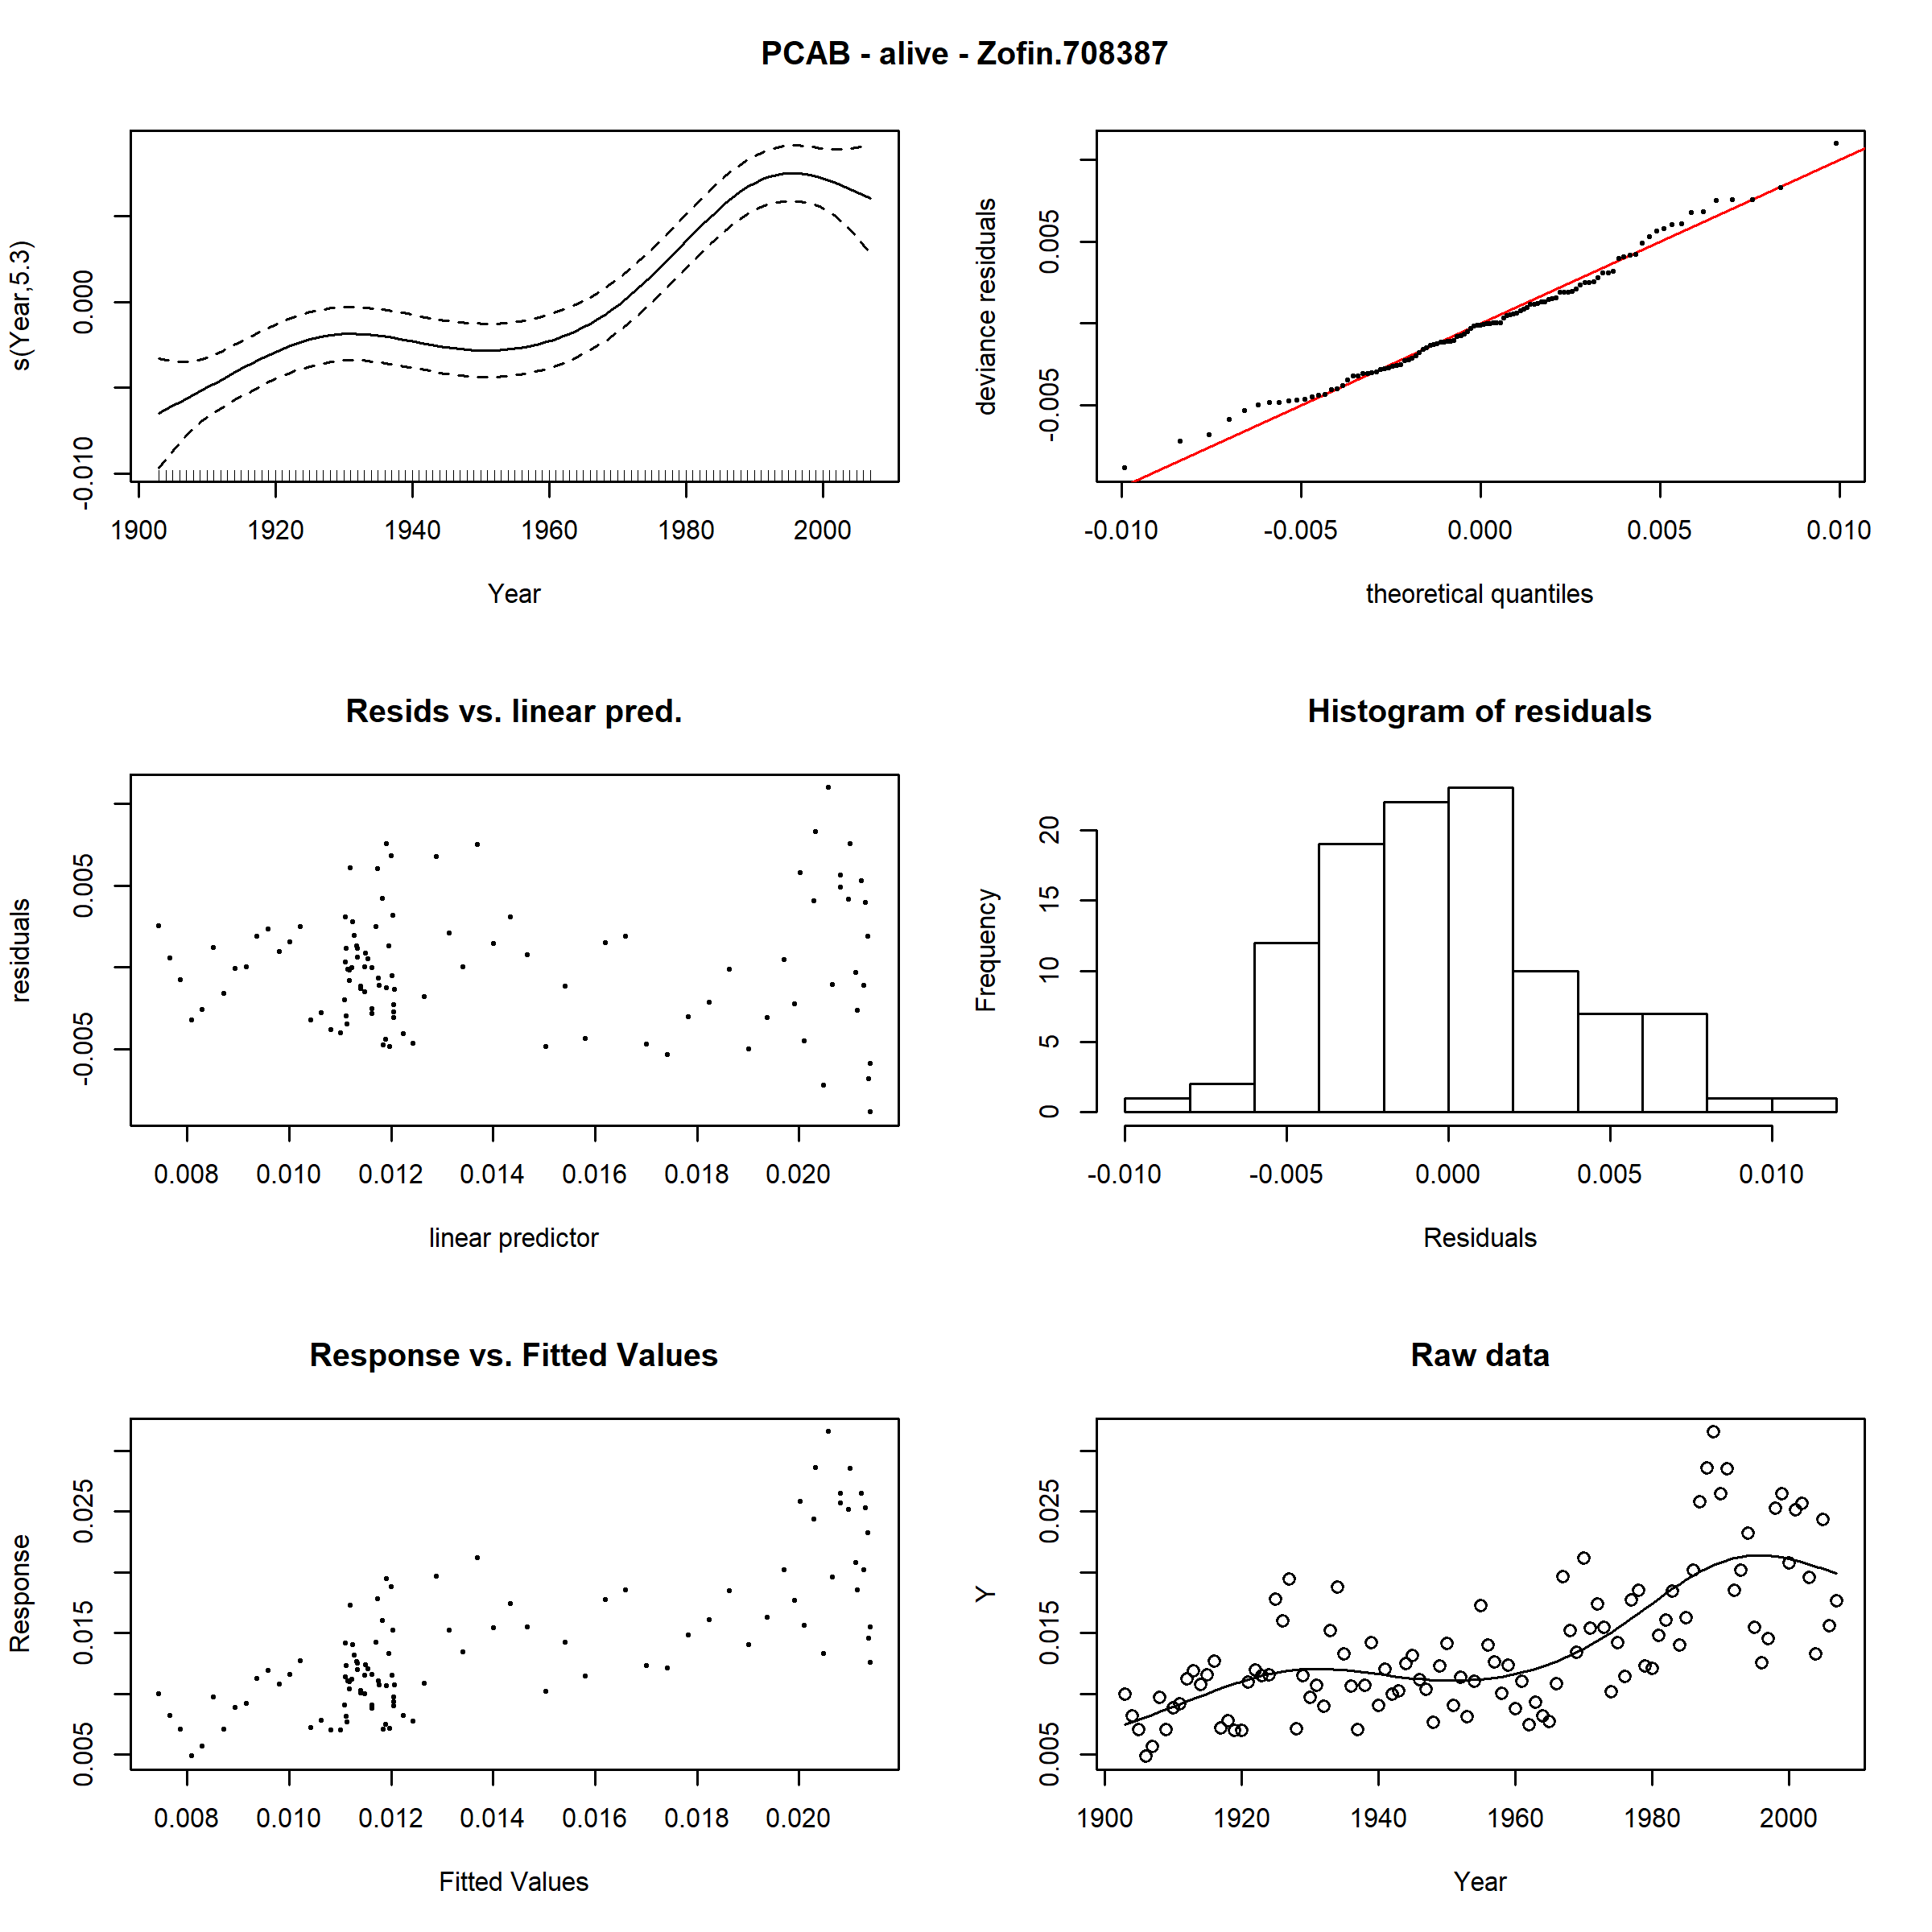 PCAB - alive - Zofin.708387
s(Year,5.3)
-0.010 0.000
1900 1920 1940 1960 1980 2000
Year
deviance residuals
-0.005 0.005
-0.010 -0.005 0.000 0.005 0.010
theoretical quantiles
Resids vs. linear pred.
residuals
-0.005 0.005
0.008 0.010 0.012 0.014 0.016 0.018 0.020
linear predictor
Histogram of residuals
Frequency
0 5 10 15 20
-0.010 -0.005 0.000 0.005 0.010
Residuals
Response vs. Fitted Values
Response
0.005 0.015 0.025
0.008 0.010 0.012 0.014 0.016 0.018 0.020
Fitted Values
Raw data
Y
0.005 0.015 0.025
1900 1920 1940 1960 1980 2000
Year